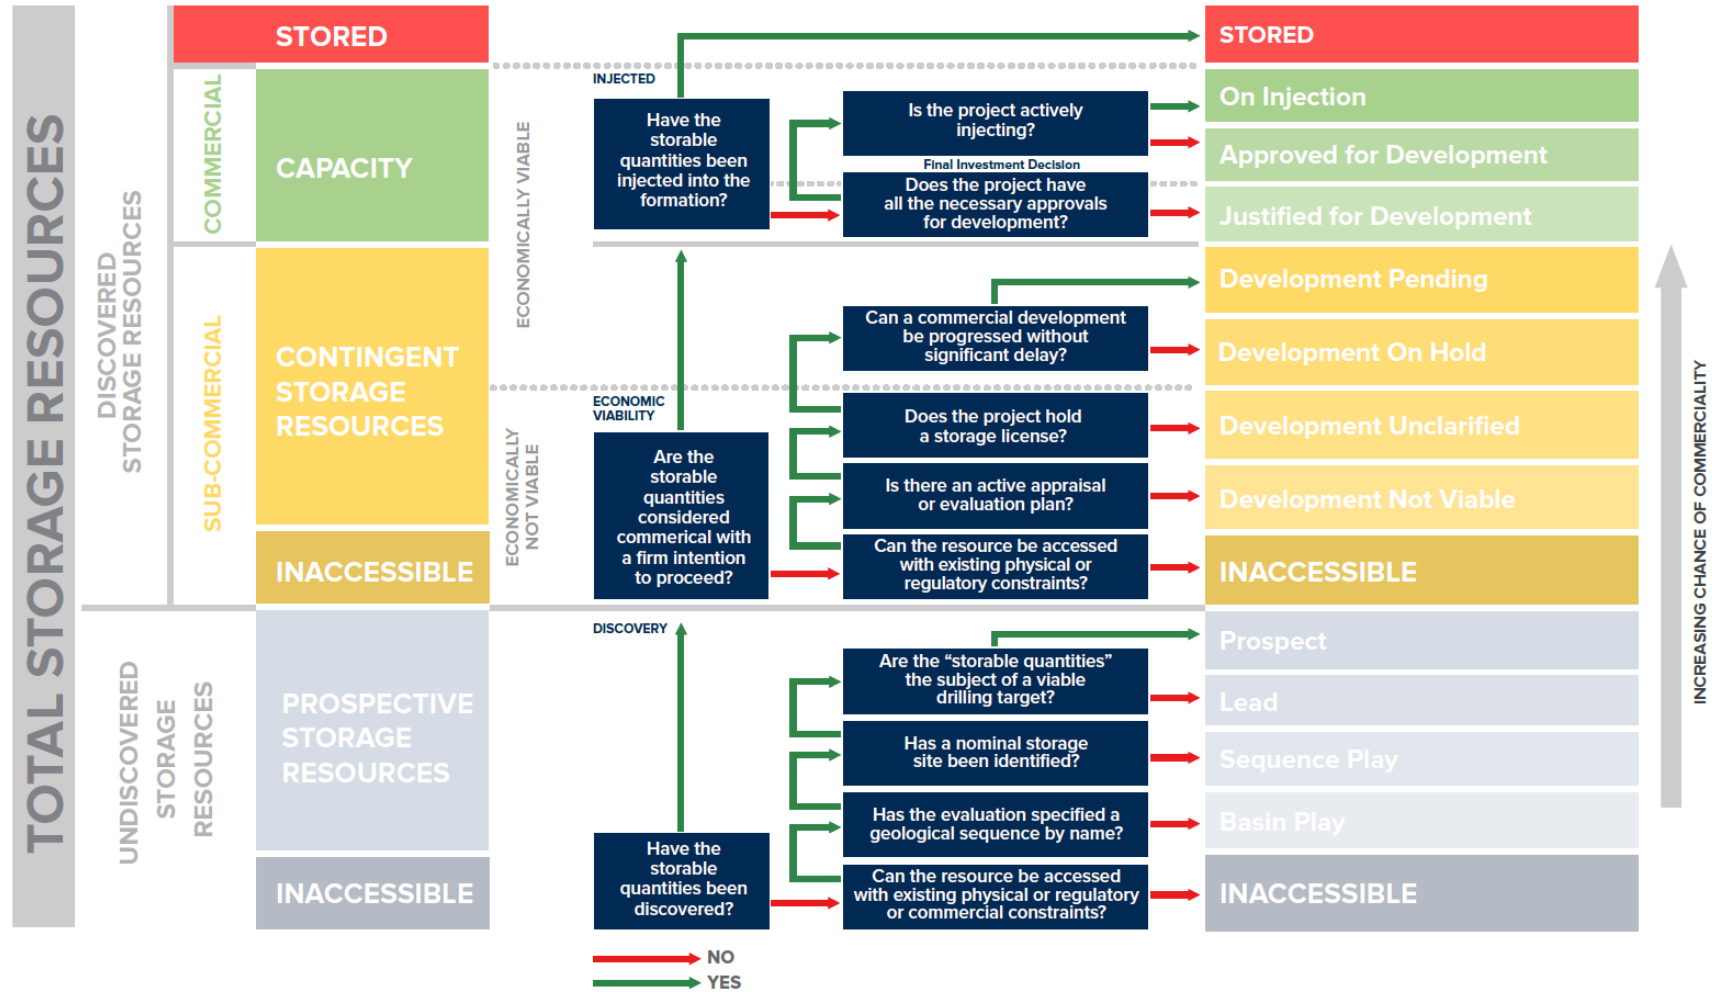 TOTAL STORAGE RESOURCES
DISCOVERED
STORAGE RESOURCES
UNDISCOVERED
STORAGE
RESOURCES
COMMERCIAL
SUB-COMMERCIAL
STORED
CAPACITY
CONTINGENT
STORAGE
RESOURCES
INACCESSIBLE
PROSPECTIVE
STORAGE
RESOURCES
INACCESSIBLE
ECONOMICALLY VIABLE
ECONOMICALLY
NOT VIABLE
INJECTED
Have the
storable
quantities been
injected into the
formation?
Is the project actively
injecting?
Final Investment Decision
Does the project have
all the necessary approvals
for development?
ECONOMIC
VIABILITY
Are the
storable
quantities
considered
commerical with
a firm intention
to proceed?
Can a commercial development
be progressed without
significant delay?
Does the project hold
a storage license?
Is there an active appraisal
or evaluation plan?
Can the resource be accessed
with existing physical or
regulatory constraints?
DISCOVERY
Have the
storable
quantities been
discovered?
Are the “storable quantities”
the subject of a viable
drilling target?
Has a nominal storage
site been identified?
Has the evaluation specified a
geological sequence by name?
Can the resource be accessed
with existing physical or regulatory
or commercial constraints?
NO
YES
STORED
On Injection
Approved for Development
Justified for Development
Development Pending
Development On Hold
Development Unclarified
Development Not Viable
INACCESSIBLE
Prospect
Lead
Sequence Play
Basin Play
INACCESSIBLE
INCREASING CHANCE OF COMMERCIALITY